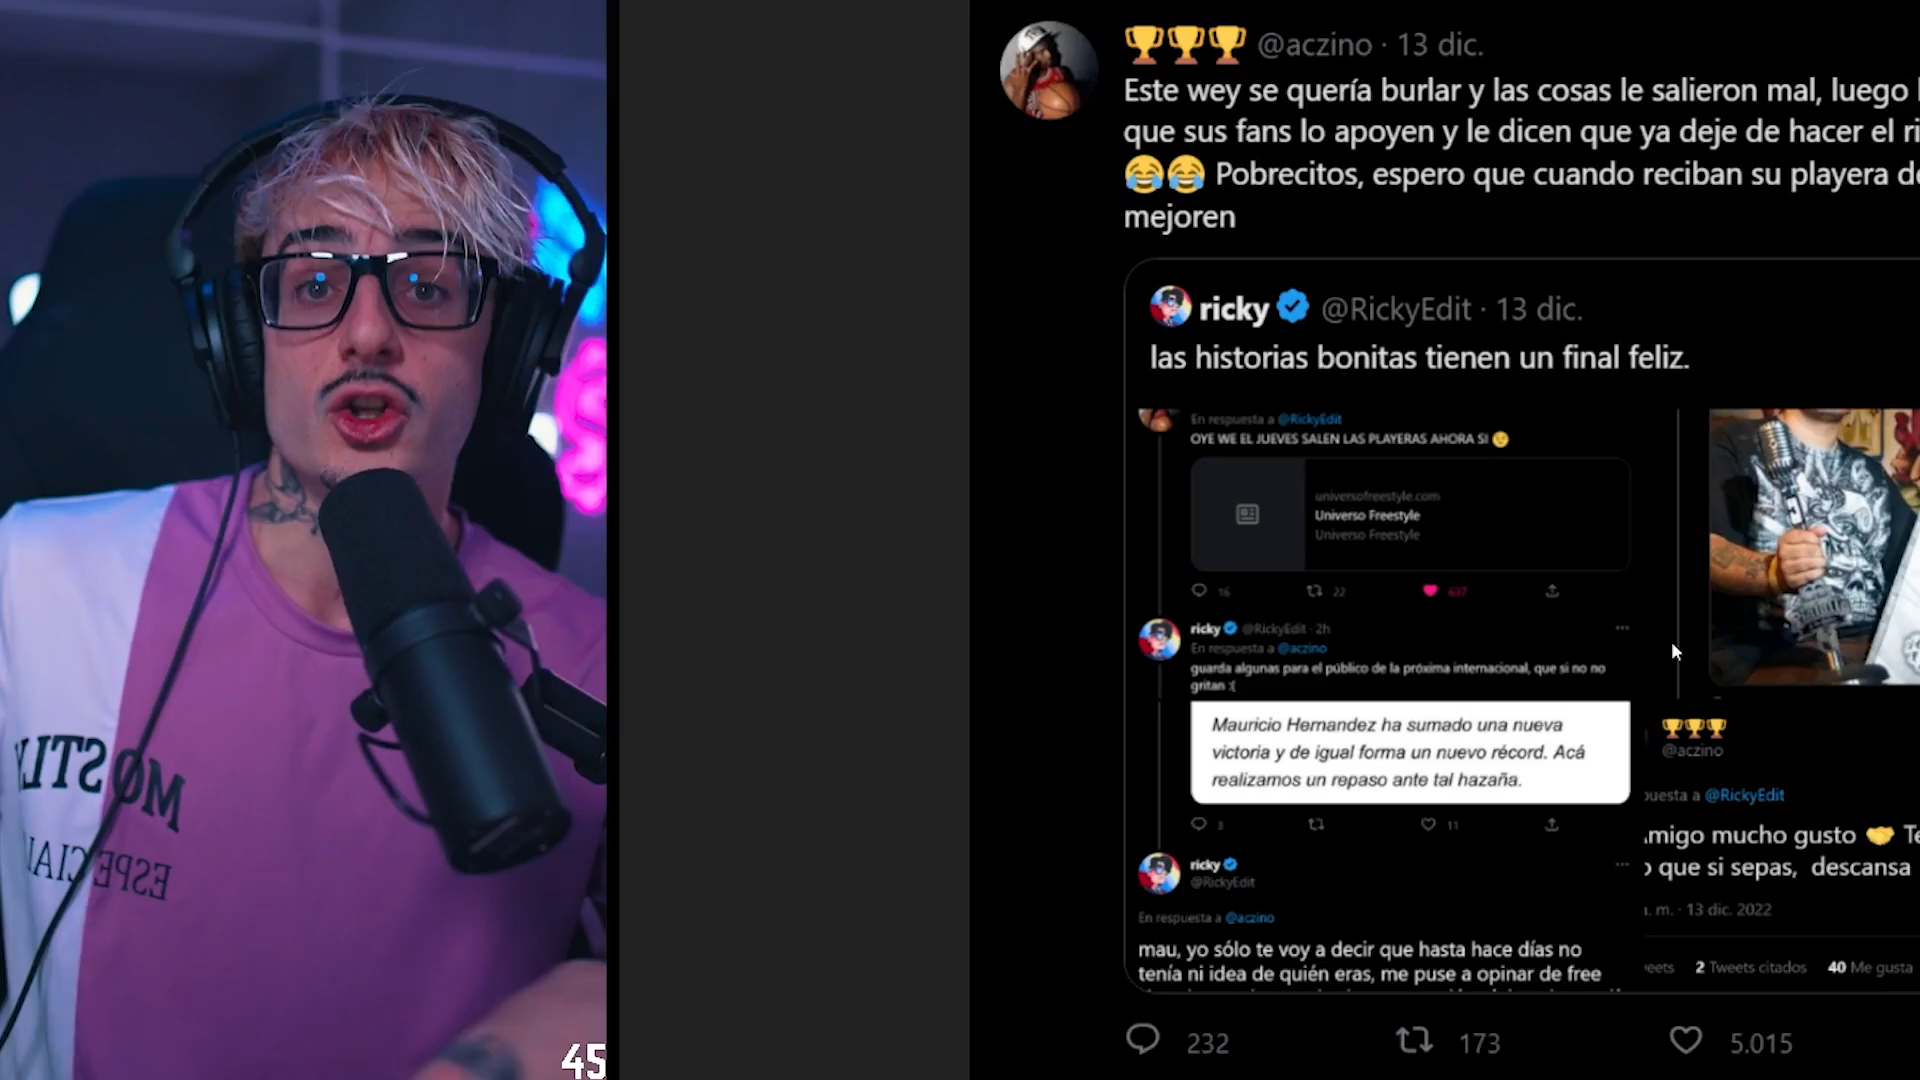 🏆🏆🏆 @aczino · 13 dic.
Este wey se quería burlar y las cosas le salieron mal, luego
que sus fans lo apoyen y le dicen que ya deje de hacer el
😂😂 Pobrecitos, espero que cuando reciban su playera
mejoren
ricky @RickyEdit · 13 dic.
las historias bonitas tienen un final feliz.
En respuesta a @RickyEdit
OYE WE EL JUEVES SALEN LAS PLAYERAS AHORA SI
universofreestyle.com
Universo Freestyle
Universo Freestyle
16 22 637
ricky @RickyEdit · 2h
En respuesta a @aczino
guarda algunas para el público de la próxima internacional, que si no no
gritan :(
Mauricio Hernandez ha sumado una nueva
victoria y de igual forma un nuevo récord. Acá
realizamos un repaso ante tal hazaña.
3 11
ricky
@RickyEdit
En respuesta a @aczino
mau, yo sólo te voy a decir que hasta hace días no
tenía ni idea de quién eras, me puse a opinar de free
🏆🏆🏆
@aczino
@RickyEdit
mucho gusto 🤝
que si sepas, descansa
m. · 13 dic. 2022
2 Tweets citados 40 Me gusta
232 173 5.015
MOSTLY
ESPECIAL
45